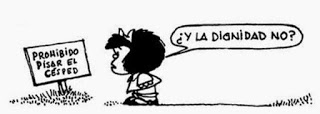 PROHIBIDO
PISAR EL
CÉSPED
¿Y LA DIGNIDAD NO?